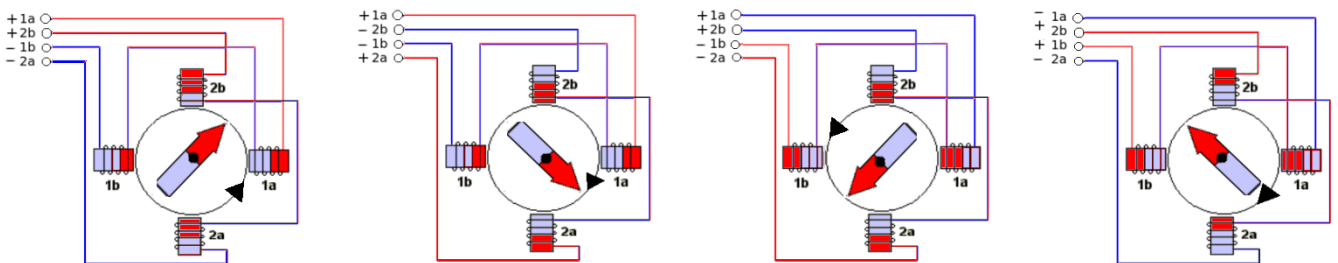 + 1a
+ 2b
− 1b
− 2a
2b
1b
1a
2a
+ 1a
− 2b
− 1b
+ 2a
2b
1b
1a
2a
+ 1a
+ 2b
− 1b
− 2a
2b
1b
1a
2a
− 1a
+ 2b
+ 1b
− 2a
2b
1b
1a
2a